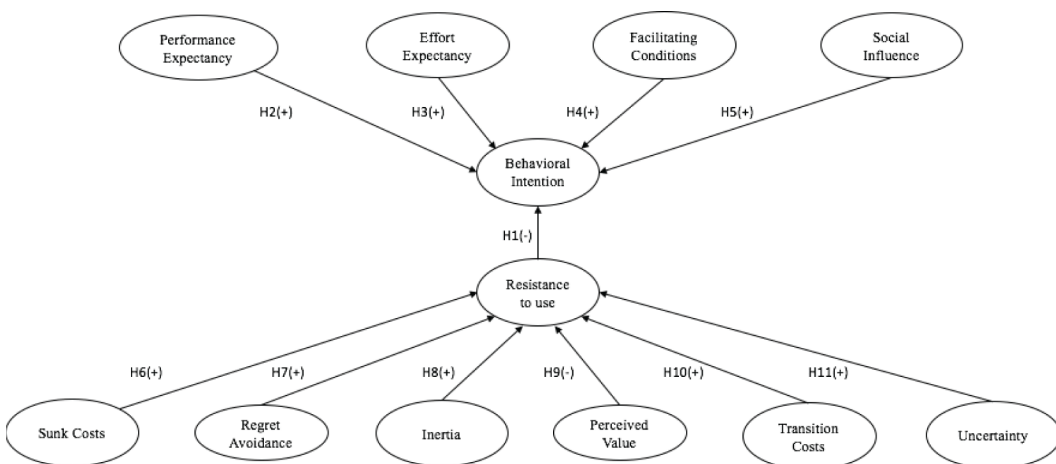 Performance
Expectancy
Effort
Expectancy
Facilitating
Conditions
Social
Influence
H2(+)
H3(+)
H4(+)
H5(+)
Behavioral
Intention
H1(-)
Resistance
to use
H6(+)
H7(+)
H8(+)
H9(-)
H10(+)
H11(+)
Sunk Costs
Regret
Avoidance
Inertia
Perceived
Value
Transition
Costs
Uncertainty